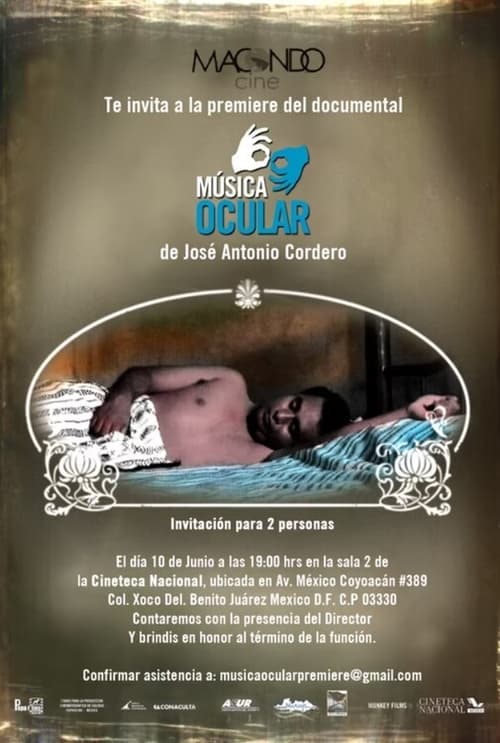 MACONDO
cine
Te invita a la premiere del documental
MÚSICA
OCULAR
de José Antonio Cordero
Invitación para 2 personas
El día 10 de Junio a las 19:00 hrs en la sala 2 de
la Cineteca Nacional, ubicada en Av. México Coyoacán #389
Col. Xoco Del. Benito Juárez Mexico D.F. C.P 03330
Contaremos con la presencia del Director
Y brindis en honor al término de la función.
Confirmar asistencia a: musicaocularpremiere@gmail.com
CONACULTA
MONKEY FILMS
CINETECA
NACIONAL